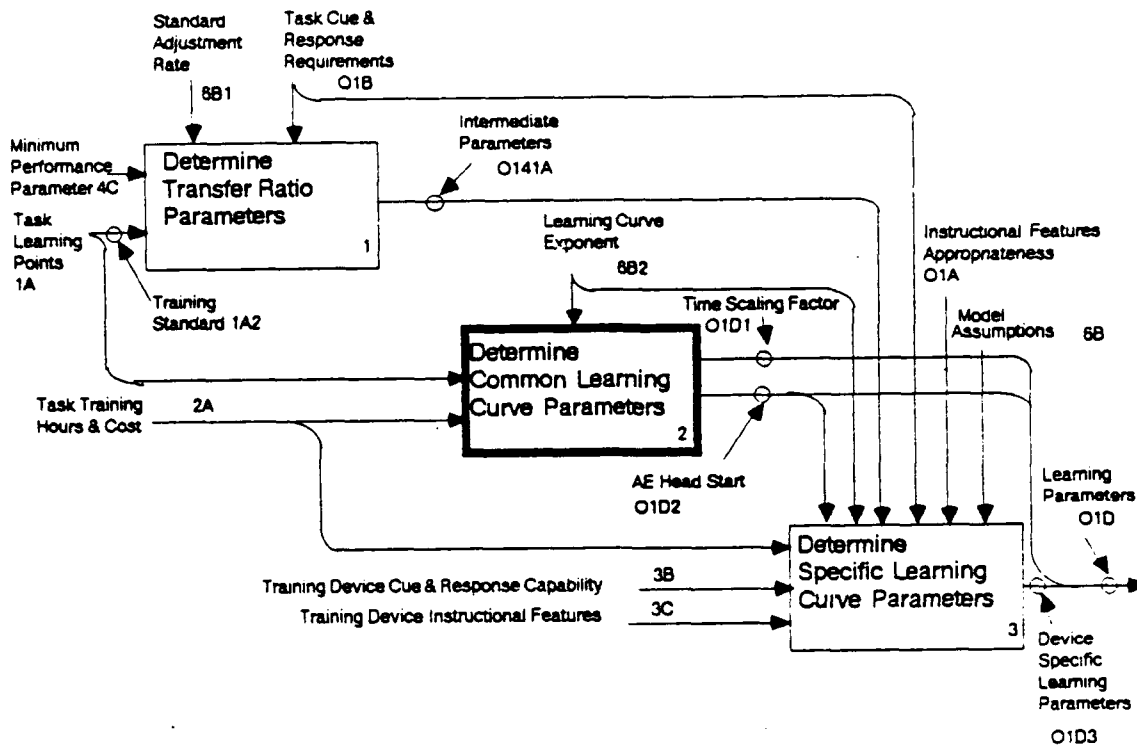 Standard
Adjustment
Rate
6B1
Task Cue &
Response
Requirements
O1B
Minimum
Performance
Parameter 4C
Determine
Transfer Ratio
Parameters
1
Intermediate
Parameters
O141A
Task
Learning
Points
1A
Training
Standard 1A2
Learning Curve
Exponent
6B2
Instructional Features
Appropriateness
O1A
Time Scaling Factor
O1D1
Model
Assumptions
6B
Determine
Common Learning
Curve Parameters
2
Task Training
Hours & Cost
2A
AE Head Start
O1D2
Learning
Parameters
O1D
Determine
Specific Learning
Curve Parameters
3
Training Device Cue & Response Capability
3B
Training Device Instructional Features
3C
Device
Specific
Learning
Parameters
O1D3